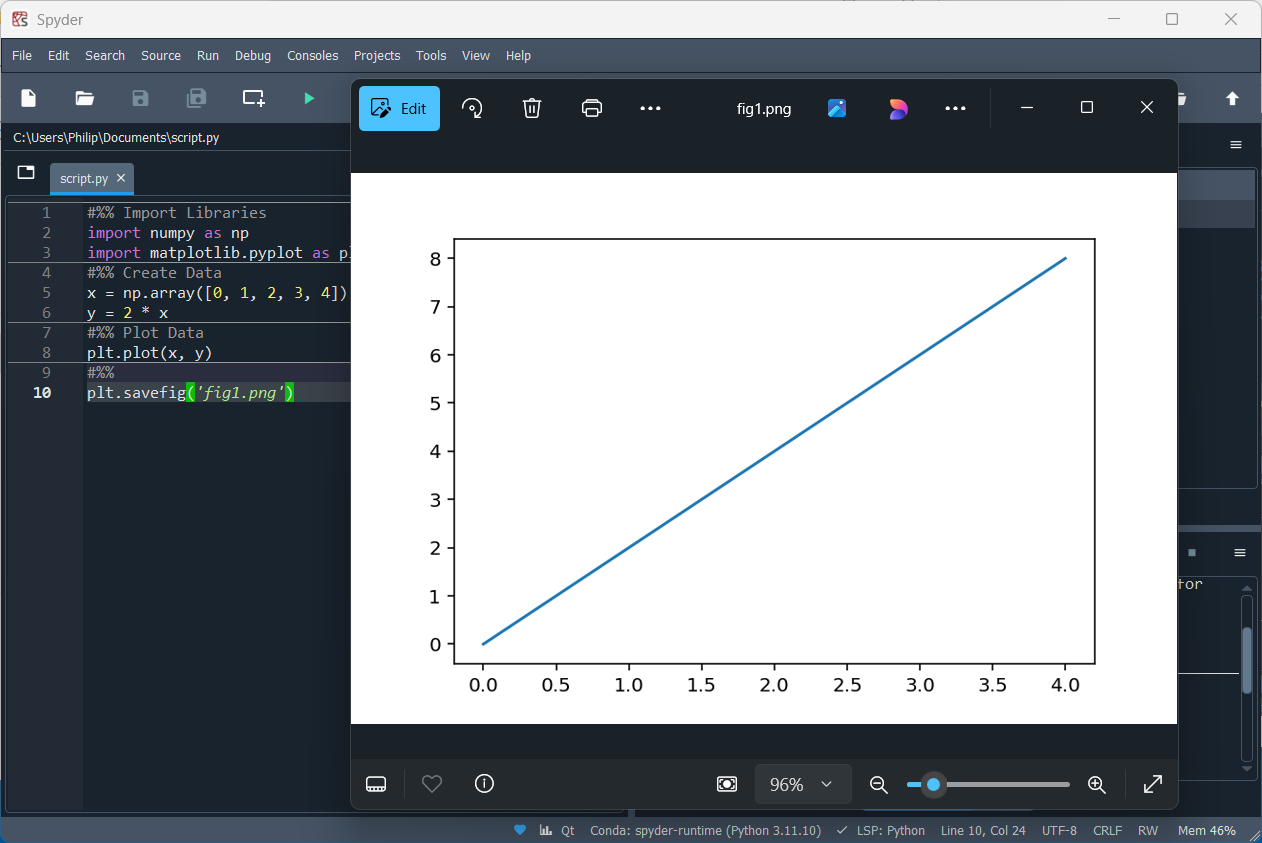 Spyder
File Edit Search Source Run Debug Consoles Projects Tools View Help
Edit fig1.png
C:\Users\Philip\Documents\script.py
script.py
1 #%% Import Libraries
2 import numpy as np
3 import matplotlib.pyplot as pl
4 #%% Create Data
5 x = np.array([0, 1, 2, 3, 4])
6 y = 2 * x
7 #%% Plot Data
8 plt.plot(x, y)
9 #%%
10 plt.savefig('fig1.png')
8
7
6
5
4
3
2
1
0
0.0 0.5 1.0 1.5 2.0 2.5 3.0 3.5 4.0
tor
96%
Qt Conda: spyder-runtime (Python 3.11.10) LSP: Python Line 10, Col 24 UTF-8 CRLF RW Mem 46%